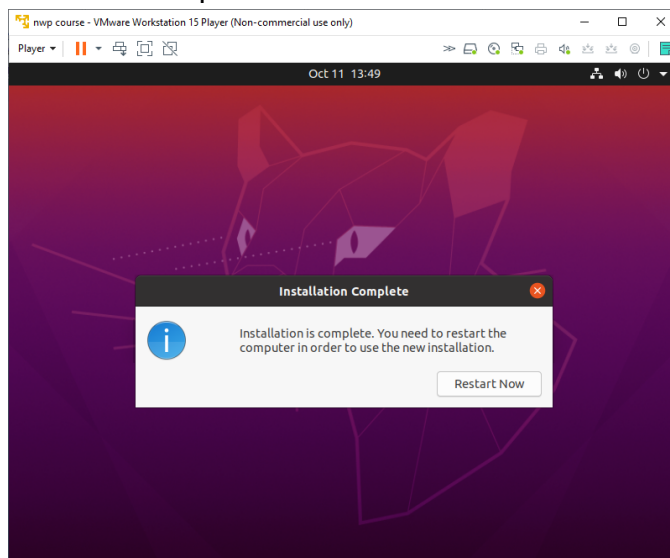 nwp course - VMware Workstation 15 Player (Non-commercial use only)
Player
Oct 11 13:49
Installation Complete
Installation is complete. You need to restart the
computer in order to use the new installation.
Restart Now